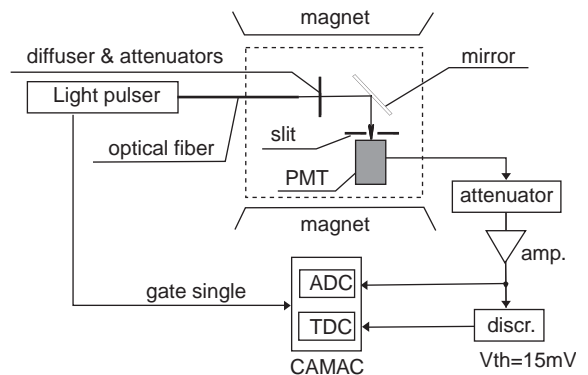 magnet
diffuser & attenuators
mirror
Light pulser
slit
optical fiber
PMT
attenuator
magnet
amp.
ADC
gate single
TDC
discr.
CAMAC
Vth=15mV